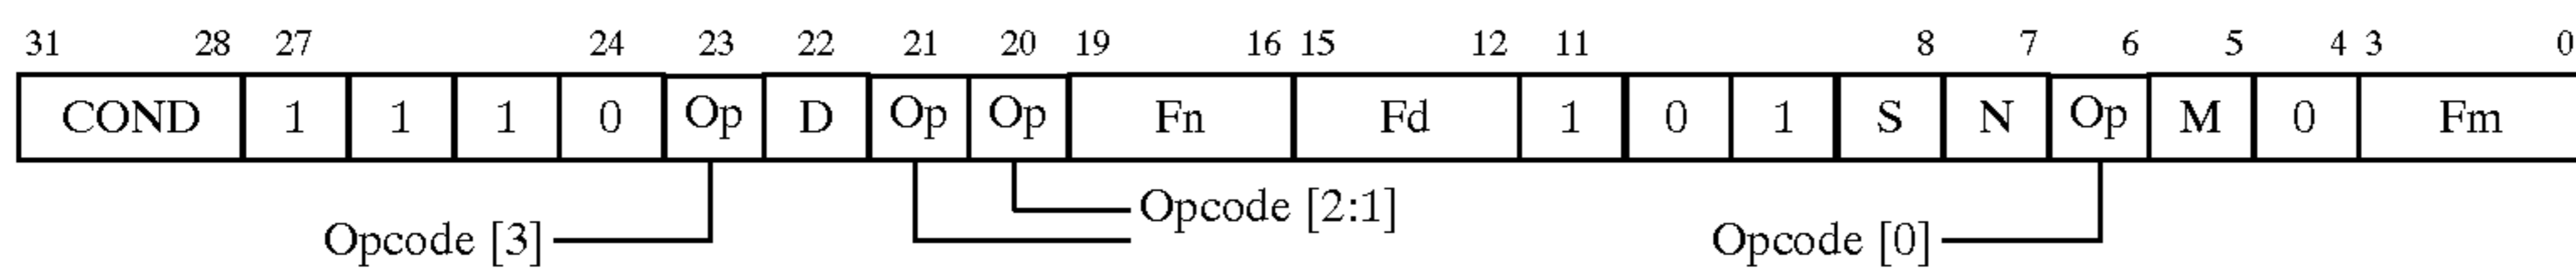 31 28 27 24 23 22 21 20 19 16 15 12 11 8 7 6 5 4 3 0
COND 1 1 1 0 Op D Op Op Fn Fd 1 0 1 S N Op M 0 Fm
Opcode [2:1]
Opcode [3] Opcode [0]